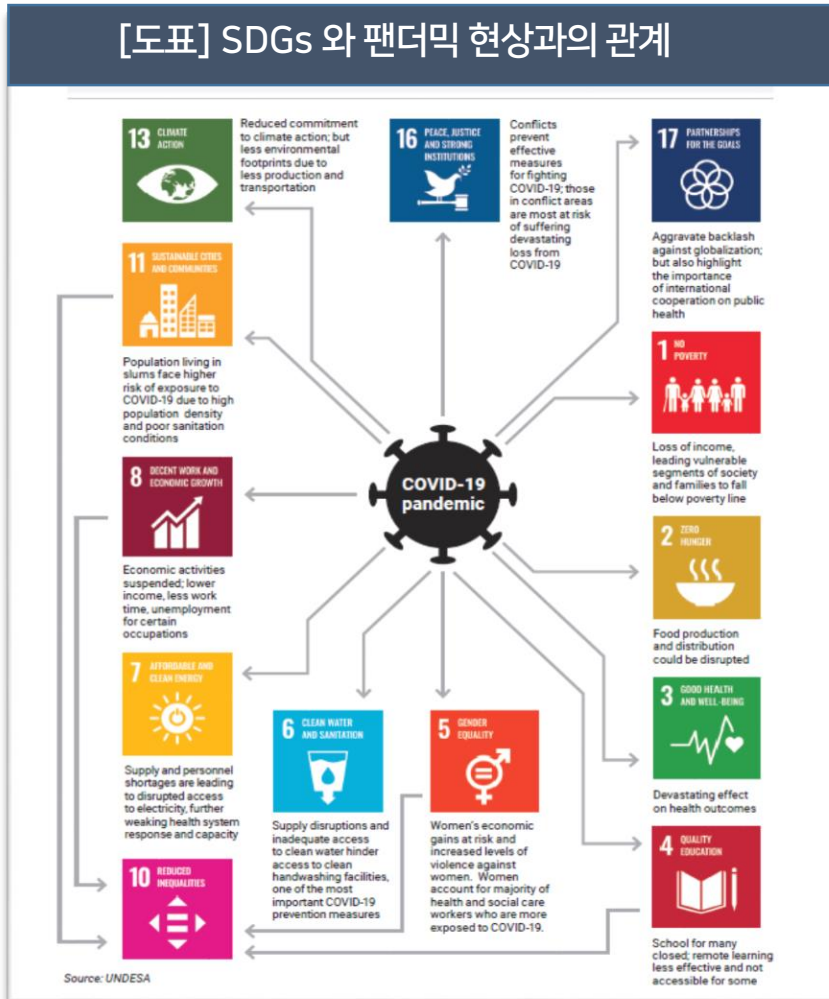 [도표] SDGs 와 팬더믹 현상과의 관계
13 CLIMATE
ACTION
Reduced commitment
to climate action; but
less environmental
footprints due to
less production and
transportation
16 PEACE, JUSTICE
AND STRONG
INSTITUTIONS
Conflicts
prevent
effective
measures
for fighting
COVID-19; those
in conflict areas
are most at risk
of suffering
devastating
loss from
COVID-19
17 PARTNERSHIPS
FOR THE GOALS
Aggravate backlash
against globalization;
but also highlight
the importance
of international
cooperation on public
health
11 SUSTAINABLE CITIES
AND COMMUNITIES
Population living in
slums face higher
risk of exposure to
COVID-19 due to high
population density
and poor sanitation
conditions
1 NO
POVERTY
Loss of income,
leading vulnerable
segments of society
and families to fall
below poverty line
8 DECENT WORK AND
ECONOMIC GROWTH
Economic activities
suspended; lower
income, less work
time, unemployment
for certain
occupations
COVID-19
pandemic
2 ZERO
HUNGER
Food production
and distribution
could be disrupted
7 AFFORDABLE AND
CLEAN ENERGY
Supply and personnel
shortages are leading
to disrupted access
to electricity, further
weaking health system
response and capacity
6 CLEAN WATER
AND SANITATION
Supply disruptions and
inadequate access
to clean water hinder
access to clean
handwashing facilities,
one of the most
important COVID-19
prevention measures
5 GENDER
EQUALITY
Women's economic
gains at risk and
increased levels of
violence against
women. Women
account for majority of
health and social care
workers who are more
exposed to COVID-19.
3 GOOD HEALTH
AND WELL-BEING
Devastating effect
on health outcomes
10 REDUCED
INEQUALITIES
4 QUALITY
EDUCATION
School for many
closed; remote learning
less effective and not
accessible for some
Source: UNDESA